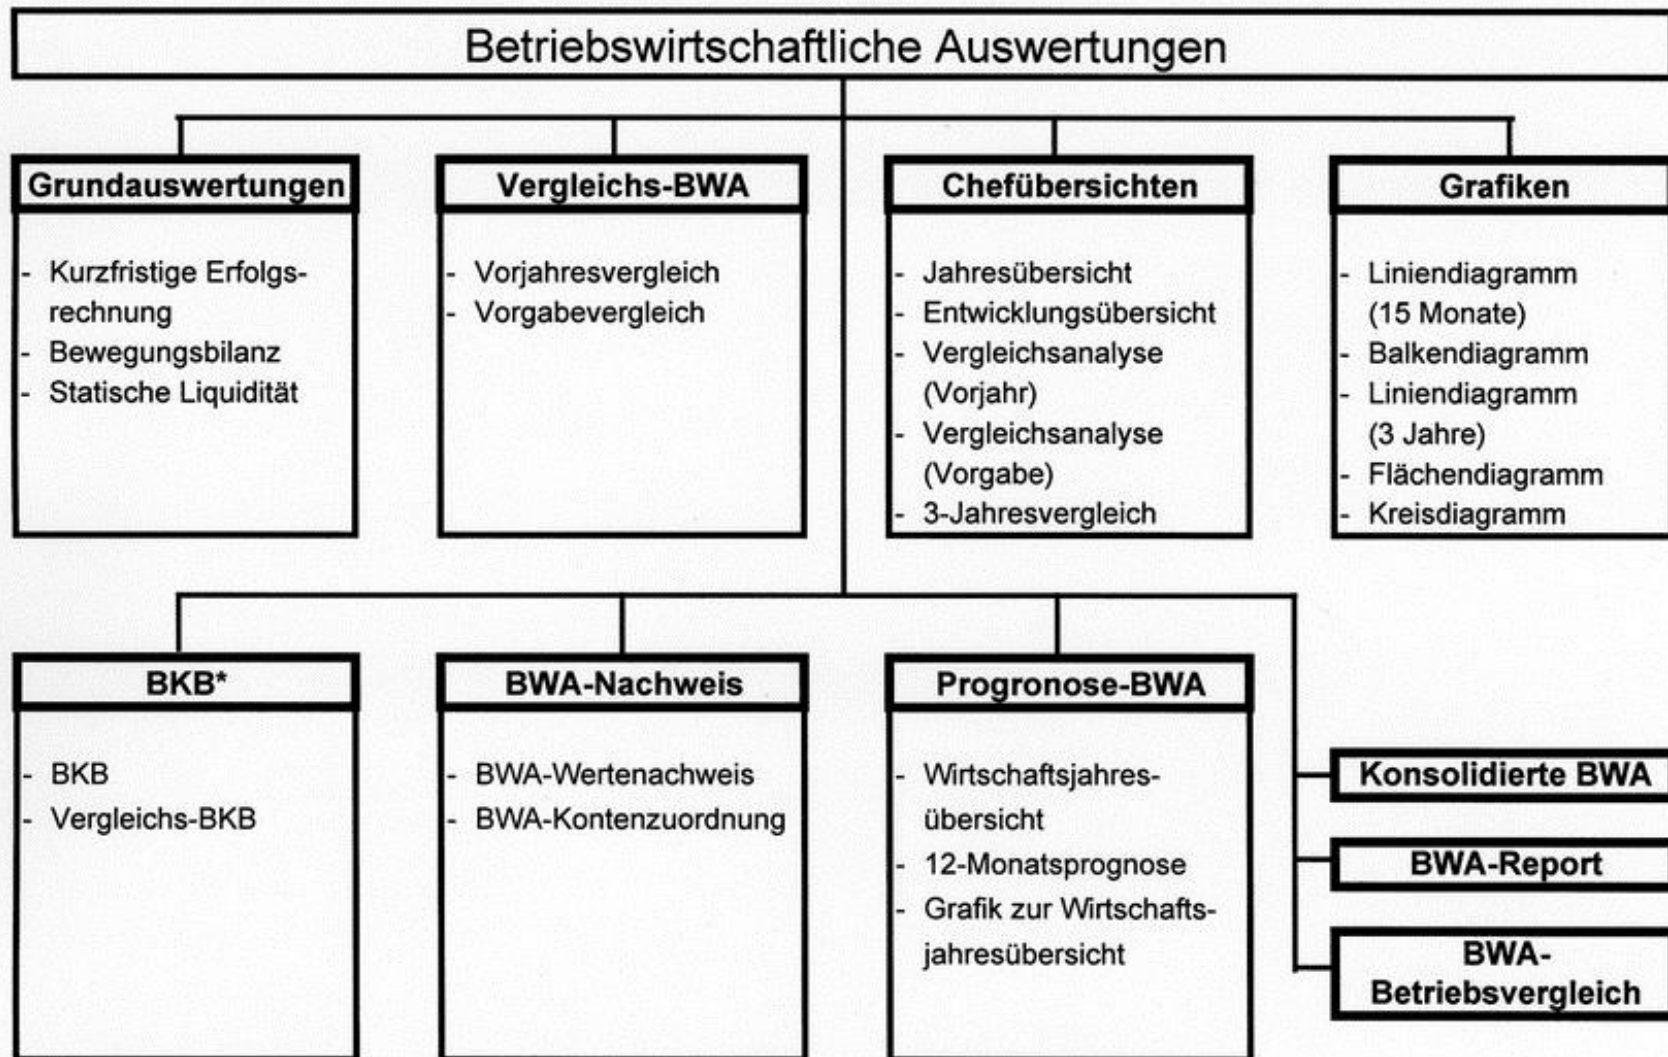 Betriebswirtschaftliche Auswertungen
Grundauswertungen
- Kurzfristige Erfolgs-
rechnung
- Bewegungsbilanz
- Statische Liquidität
Vergleichs-BWA
- Vorjahresvergleich
- Vorgabevergleich
Chefübersichten
- Jahresübersicht
- Entwicklungsübersicht
- Vergleichsanalyse
(Vorjahr)
- Vergleichsanalyse
(Vorgabe)
- 3-Jahresvergleich
Grafiken
- Liniendiagramm
(15 Monate)
- Balkendiagramm
- Liniendiagramm
(3 Jahre)
- Flächendiagramm
- Kreisdiagramm
BKB*
- BKB
- Vergleichs-BKB
BWA-Nachweis
- BWA-Wertenachweis
- BWA-Kontenzuordnung
Progronose-BWA
- Wirtschaftsjahres-
übersicht
- 12-Monatsprognose
- Grafik zur Wirtschafts-
jahresübersicht
Konsolidierte BWA
BWA-Report
BWA-
Betriebsvergleich